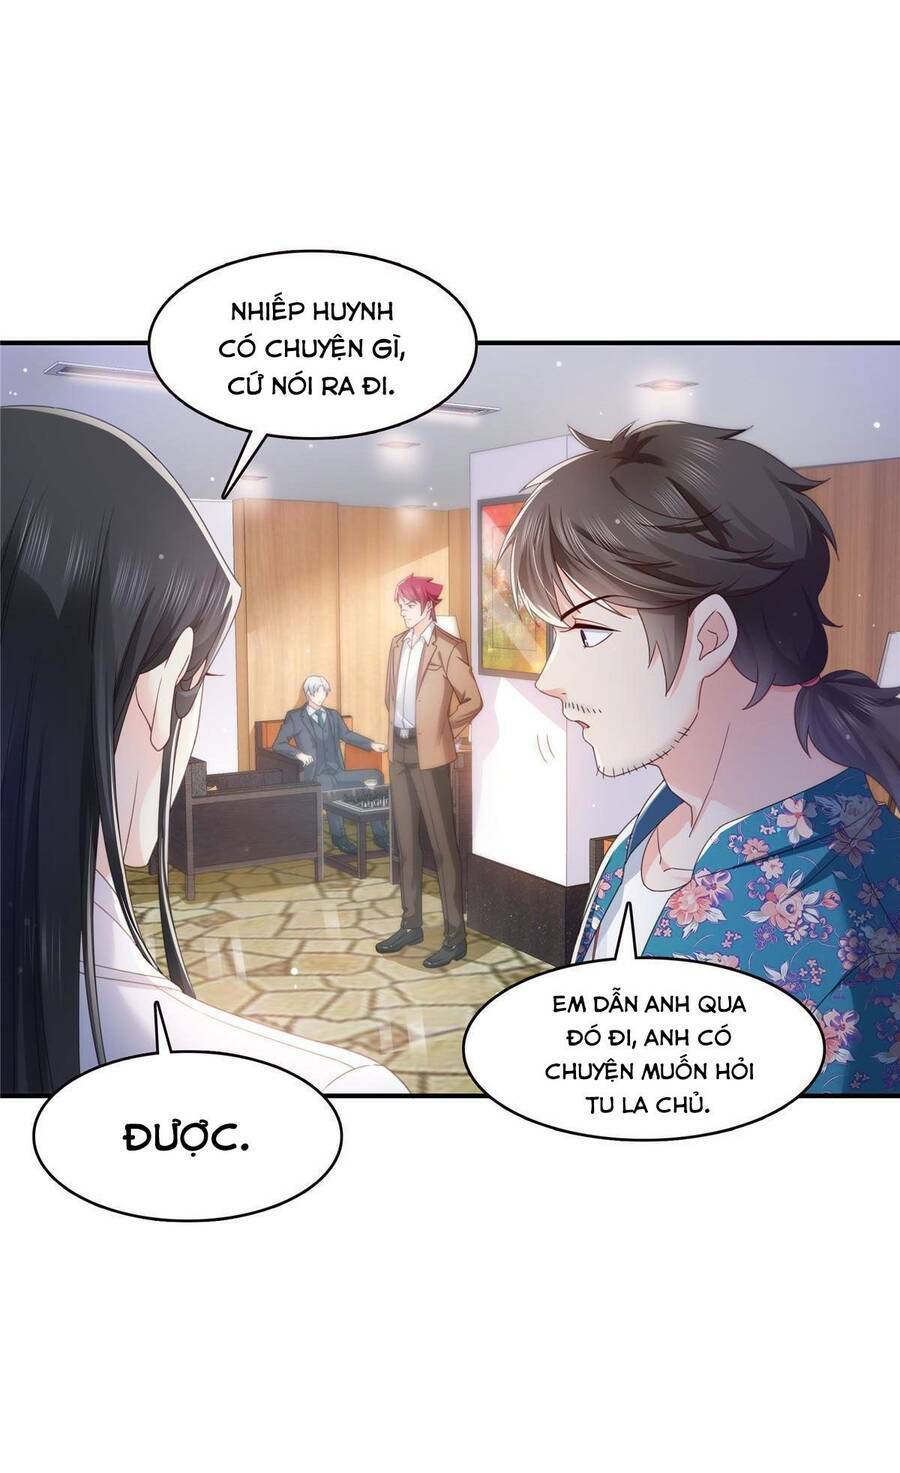 NHIẾP HUYNH
CÓ CHUYỆN GÌ,
CỨ NÓI RA ĐI.
EM DẪN ANH QUA
ĐÓ ĐI, ANH CÓ
CHUYỆN MUỐN HỎI
TU LA CHỦ.
ĐƯỢC.